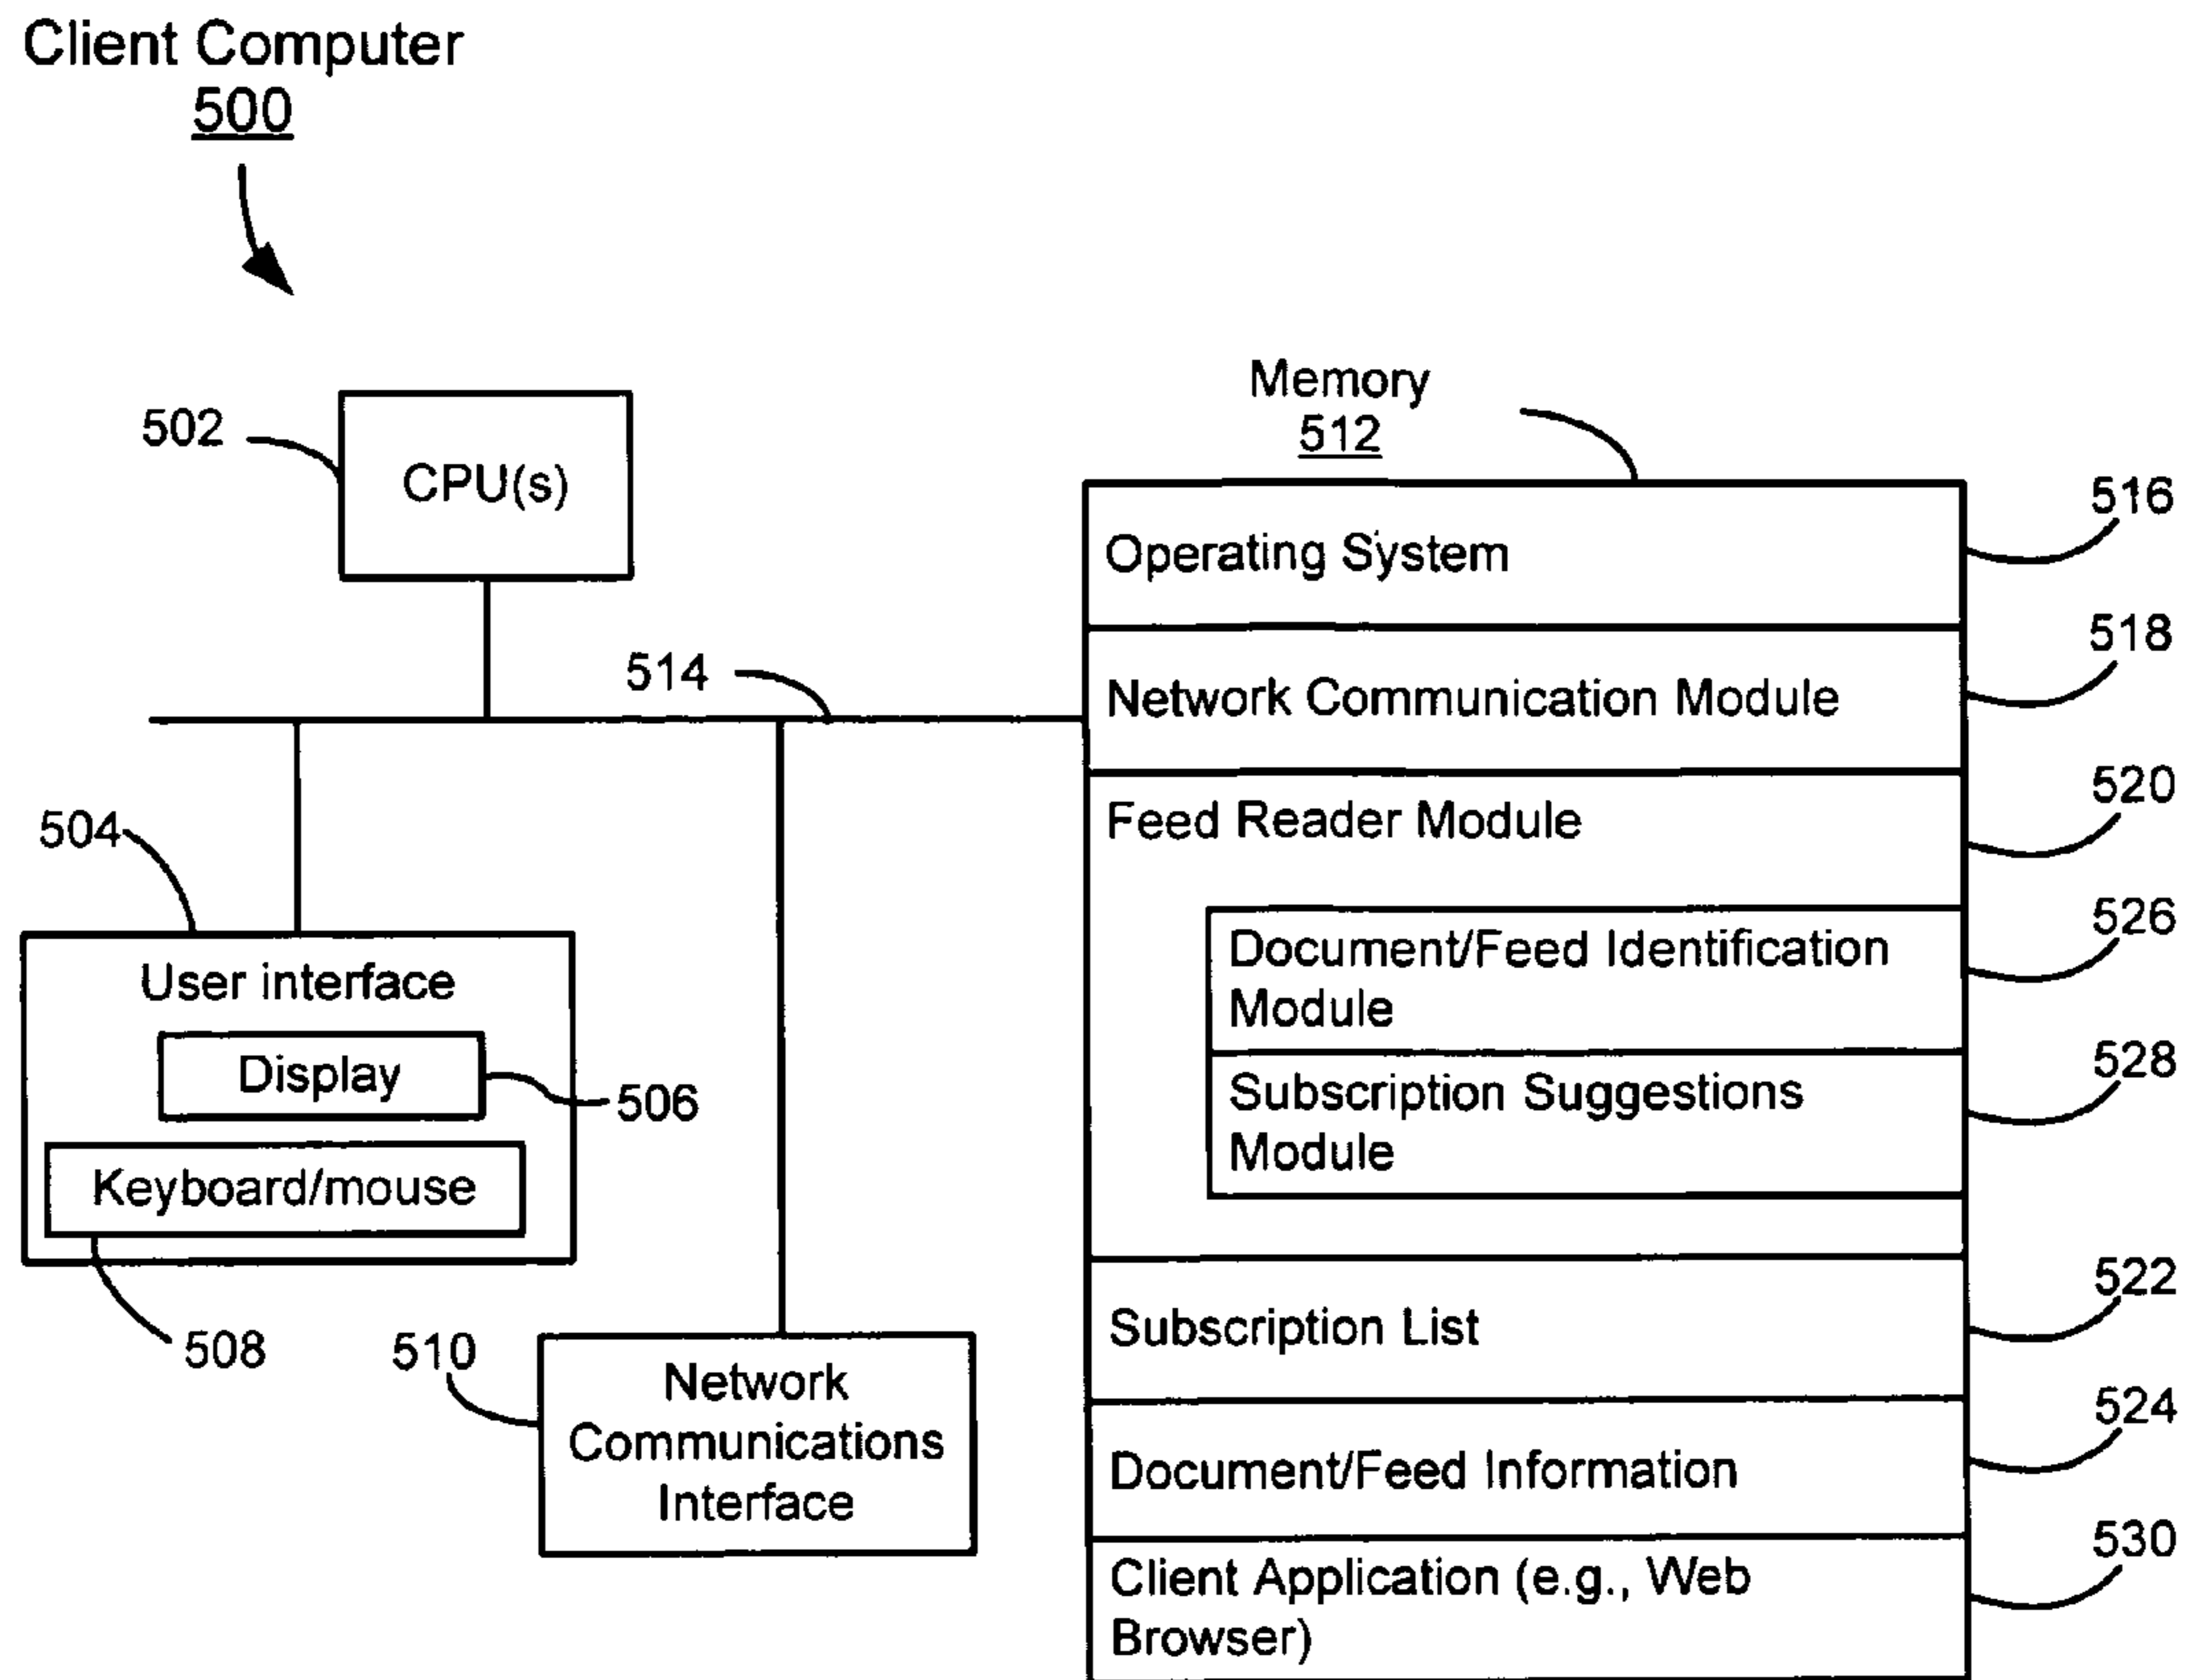 Client Computer
500
502
CPU(s)
514
504
User interface
Display
506
Keyboard/mouse
508
510
Network
Communications
Interface
Memory
512
Operating System
516
Network Communication Module
518
Feed Reader Module
520
Document/Feed Identification
Module
526
Subscription Suggestions
Module
528
Subscription List
522
Document/Feed Information
524
Client Application (e.g., Web
Browser)
530